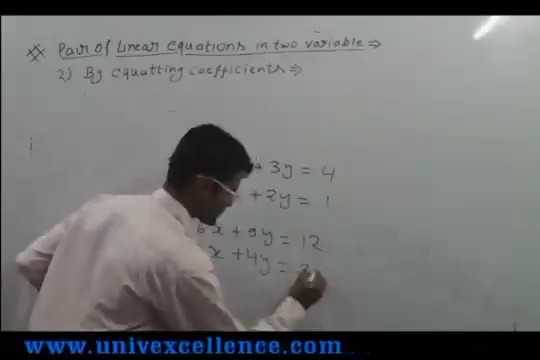 ※ Pair of Linear equations in two variable ⇒
2) By equatting coefficients ⇒
+ 3y = 4
+ 2y = 1
6x + 9y = 12
x + 4y =
www.univexcellence.com